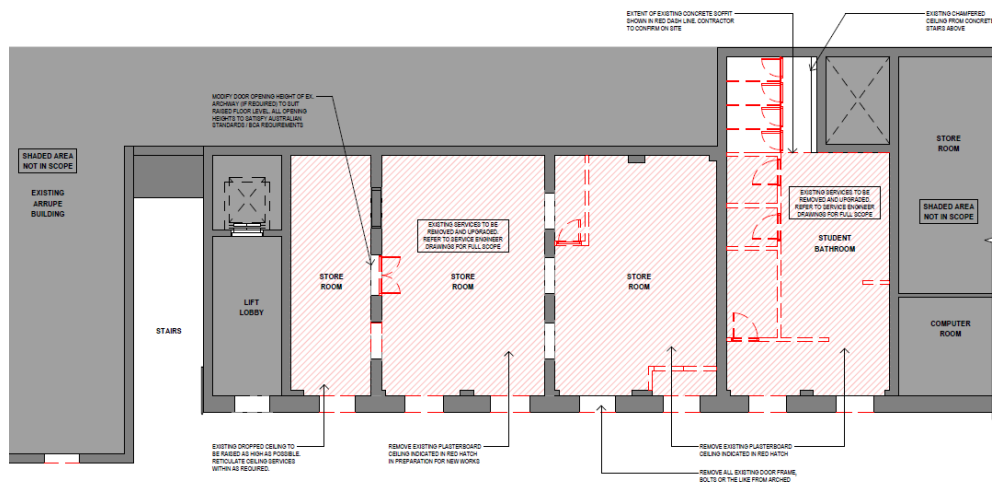 EXTENT OF EXISTING CONCRETE SOFFIT
SHOWN IN RED DASH LINE. CONTRACTOR
TO CONFIRM ON SITE
EXISTING CHAMFERED
CEILING FROM CONCRETE
STAIRS ABOVE
MODIFY DOOR OPENING HEIGHT OF EX.
ARCHWAY (IF REQUIRED) TO SUIT
RAISED FLOOR LEVEL. ALL OPENING
HEIGHTS TO SATISFY AUSTRALIAN
STANDARDS / BCA REQUIREMENTS
SHADED AREA
NOT IN SCOPE
EXISTING
ARRUPE
BUILDING
STORE
ROOM
EXISTING SERVICES TO BE
REMOVED AND UPGRADED.
REFER TO SERVICE ENGINEER
DRAWINGS FOR FULL SCOPE
EXISTING SERVICES TO BE
REMOVED AND UPGRADED.
REFER TO SERVICE ENGINEER
DRAWINGS FOR FULL SCOPE
SHADED AREA
NOT IN SCOPE
STUDENT
BATHROOM
STORE
ROOM
STORE
ROOM
STORE
ROOM
LIFT
LOBBY
STAIRS
COMPUTER
ROOM
EXISTING DROPPED CEILING TO
BE RAISED AS HIGH AS POSSIBLE.
RETICULATE CEILING SERVICES
WITHIN AS REQUIRED.
REMOVE EXISTING PLASTERBOARD
CEILING INDICATED IN RED HATCH
IN PREPARATION FOR NEW WORKS
REMOVE EXISTING PLASTERBOARD
CEILING INDICATED IN RED HATCH
REMOVE ALL EXISTING DOOR FRAME,
BOLTS OR THE LIKE FROM ARCHED